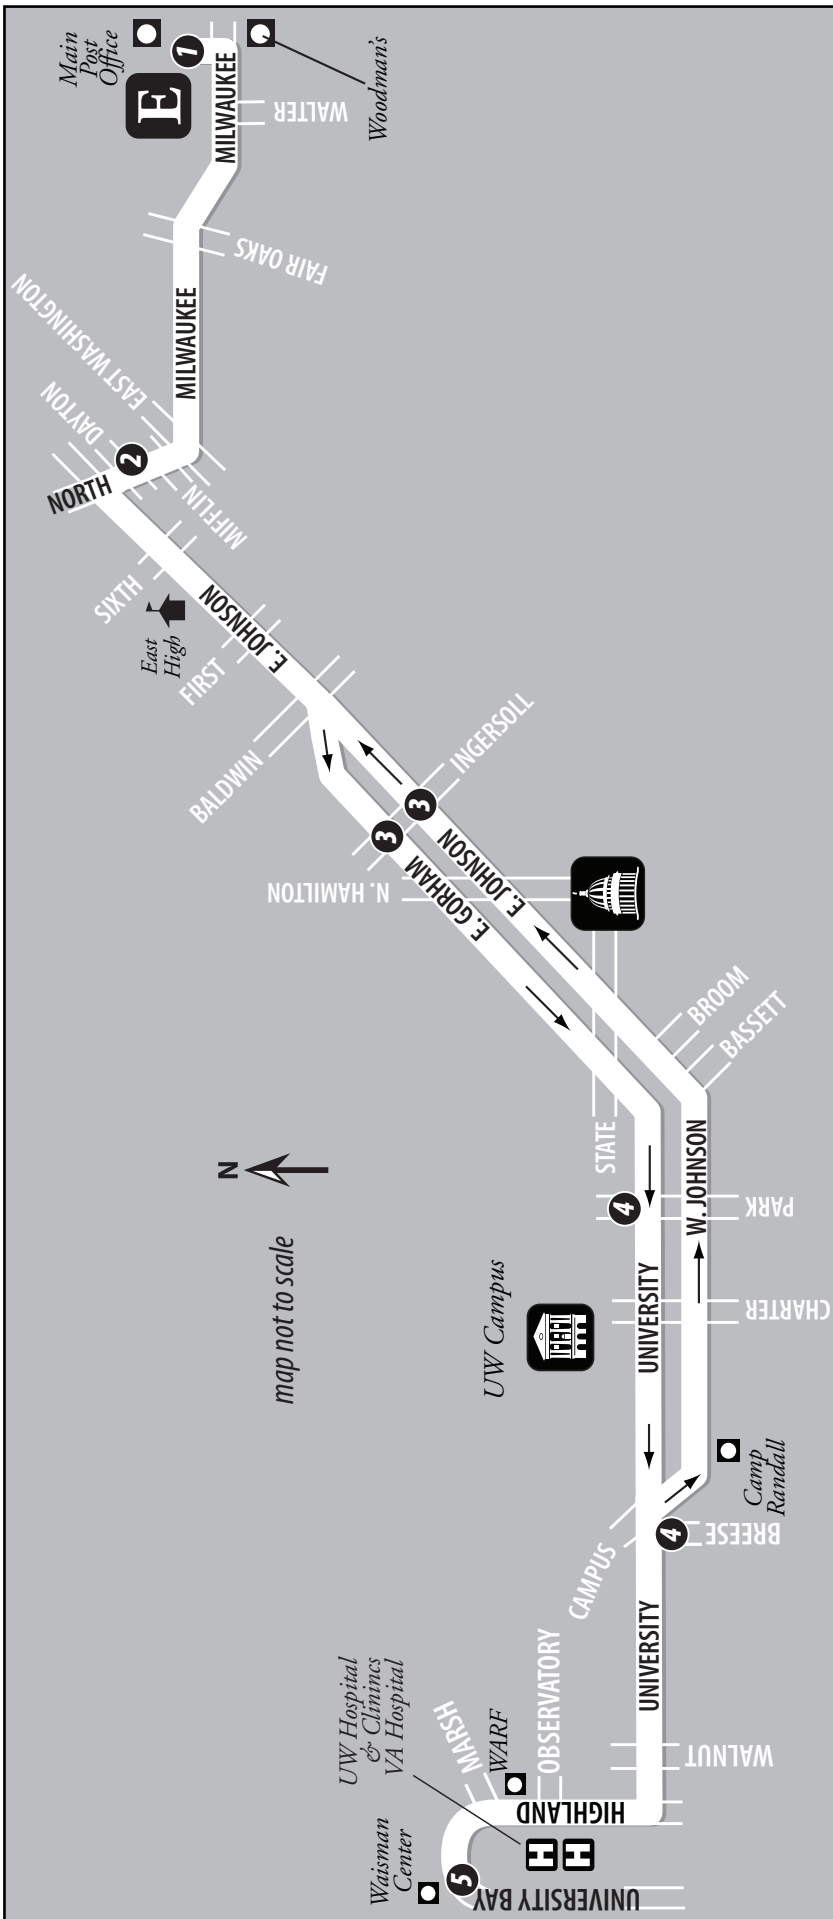 Main
Post
Office
1
E
MILWAUKEE
Woodman's
WALTER
FAIR OAKS
MILWAUKEE
EAST WASHINGTON
DAYTON
2
NORTH
MIFFLIN
SIXTH
East
High
E. JOHNSON
FIRST
BALDWIN
INGERSOLL
3
3
E. GORHAM
E. JOHNSON
N. HAMILTON
BROOM
BASSETT
STATE
N
map not to scale
4
W. JOHNSON
PARK
UW Campus
UNIVERSITY
CHARTER
Camp
Randall
CAMPUS
4
BREESE
UNIVERSITY
UW Hospital
& Clinincs
VA Hospital
MARSH
WARF
OBSERVATORY
WALNUT
HIGHLAND
H
H
Waisman
Center
5
UNIVERSITY BAY